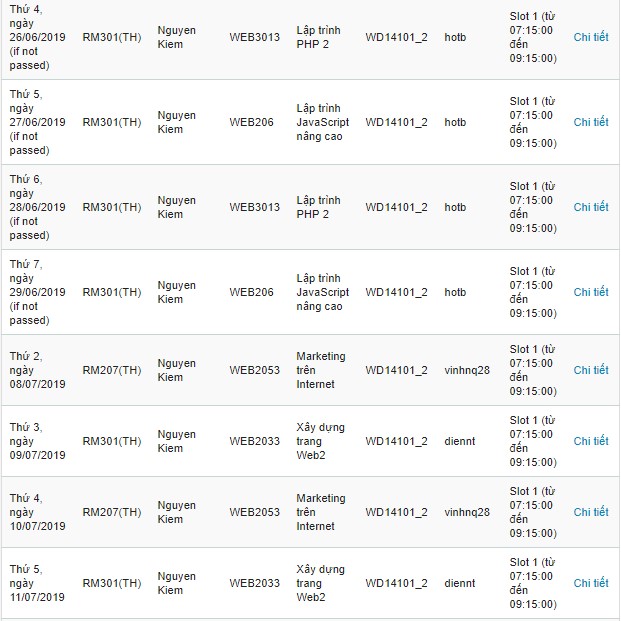 Thứ 4,
ngày
26/06/2019
(if not
passed)
RM301(TH)
Nguyen
Kiem
WEB3013
Lập trình
PHP 2
WD14101_2
hotb
Slot 1 (từ
07:15:00
đến
09:15:00)
Chi tiết
Thứ 5,
ngày
27/06/2019
(if not
passed)
RM301(TH)
Nguyen
Kiem
WEB206
Lập trình
JavaScript
nâng cao
WD14101_2
hotb
Slot 1 (từ
07:15:00
đến
09:15:00)
Chi tiết
Thứ 6,
ngày
28/06/2019
(if not
passed)
RM301(TH)
Nguyen
Kiem
WEB3013
Lập trình
PHP 2
WD14101_2
hotb
Slot 1 (từ
07:15:00
đến
09:15:00)
Chi tiết
Thứ 7,
ngày
29/06/2019
(if not
passed)
RM301(TH)
Nguyen
Kiem
WEB206
Lập trình
JavaScript
nâng cao
WD14101_2
hotb
Slot 1 (từ
07:15:00
đến
09:15:00)
Chi tiết
Thứ 2,
ngày
08/07/2019
RM207(TH)
Nguyen
Kiem
WEB2053
Marketing
trên
Internet
WD14101_2
vinhnq28
Slot 1 (từ
07:15:00
đến
09:15:00)
Chi tiết
Thứ 3,
ngày
09/07/2019
RM301(TH)
Nguyen
Kiem
WEB2033
Xây dựng
trang
Web2
WD14101_2
diennt
Slot 1 (từ
07:15:00
đến
09:15:00)
Chi tiết
Thứ 4,
ngày
10/07/2019
RM207(TH)
Nguyen
Kiem
WEB2053
Marketing
trên
Internet
WD14101_2
vinhnq28
Slot 1 (từ
07:15:00
đến
09:15:00)
Chi tiết
Thứ 5,
ngày
11/07/2019
RM301(TH)
Nguyen
Kiem
WEB2033
Xây dựng
trang
Web2
WD14101_2
diennt
Slot 1 (từ
07:15:00
đến
09:15:00)
Chi tiết